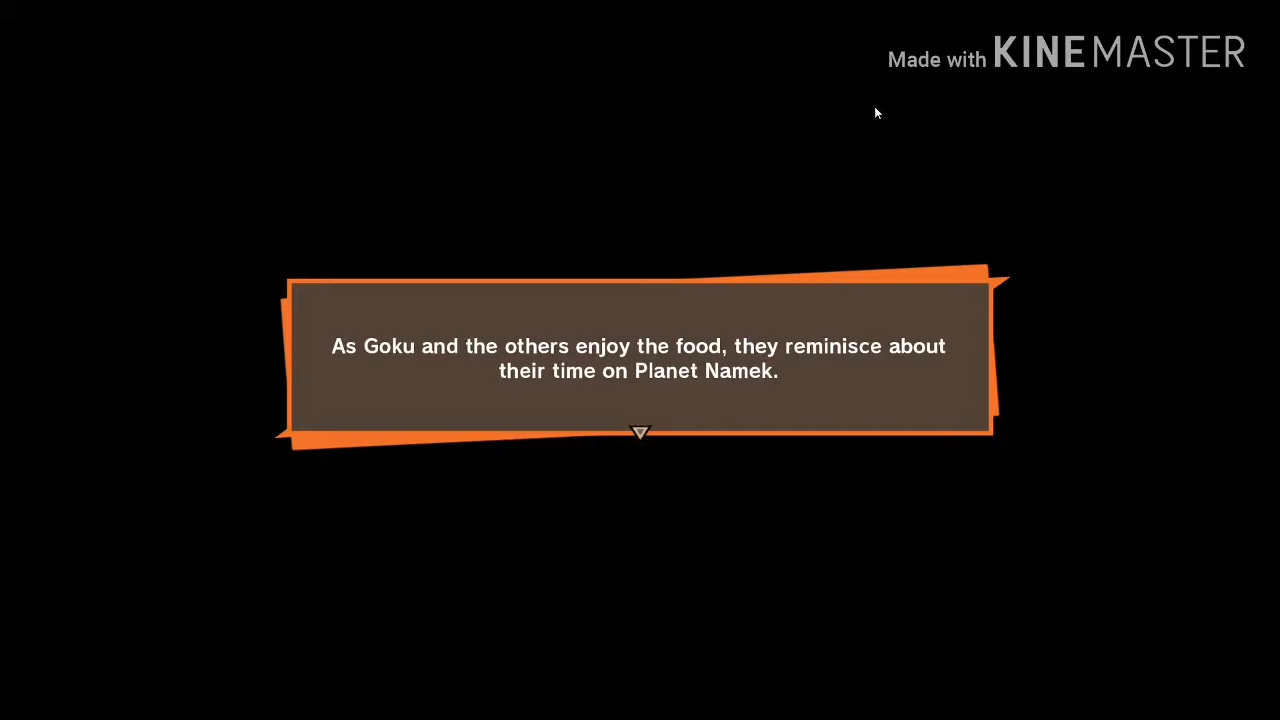 Made with KINEMASTER
As Goku and the others enjoy the food, they reminisce about
their time on Planet Namek.